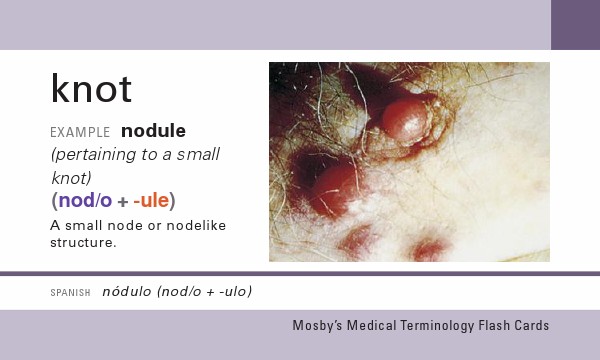 knot
EXAMPLE nodule
(pertaining to a small
knot)
(nod/o + -ule)
A small node or nodelike
structure.
SPANISH nódulo (nod/o + -ulo)
Mosby's Medical Terminology Flash Cards